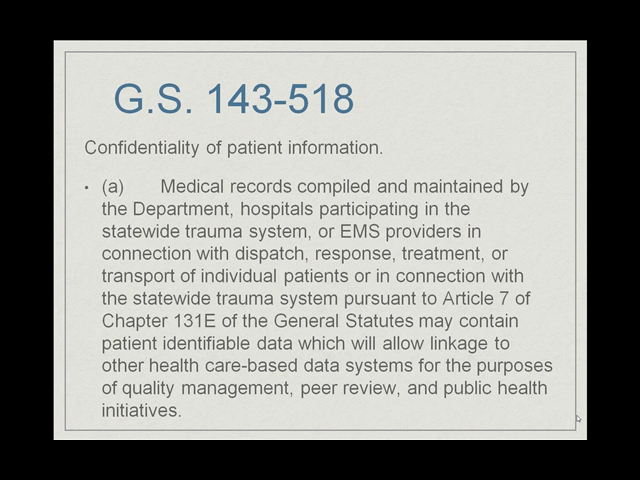 G.S. 143-518
Confidentiality of patient information.
• (a) Medical records compiled and maintained by
the Department, hospitals participating in the
statewide trauma system, or EMS providers in
connection with dispatch, response, treatment, or
transport of individual patients or in connection with
the statewide trauma system pursuant to Article 7 of
Chapter 131E of the General Statutes may contain
patient identifiable data which will allow linkage to
other health care-based data systems for the purposes
of quality management, peer review, and public health
initiatives.